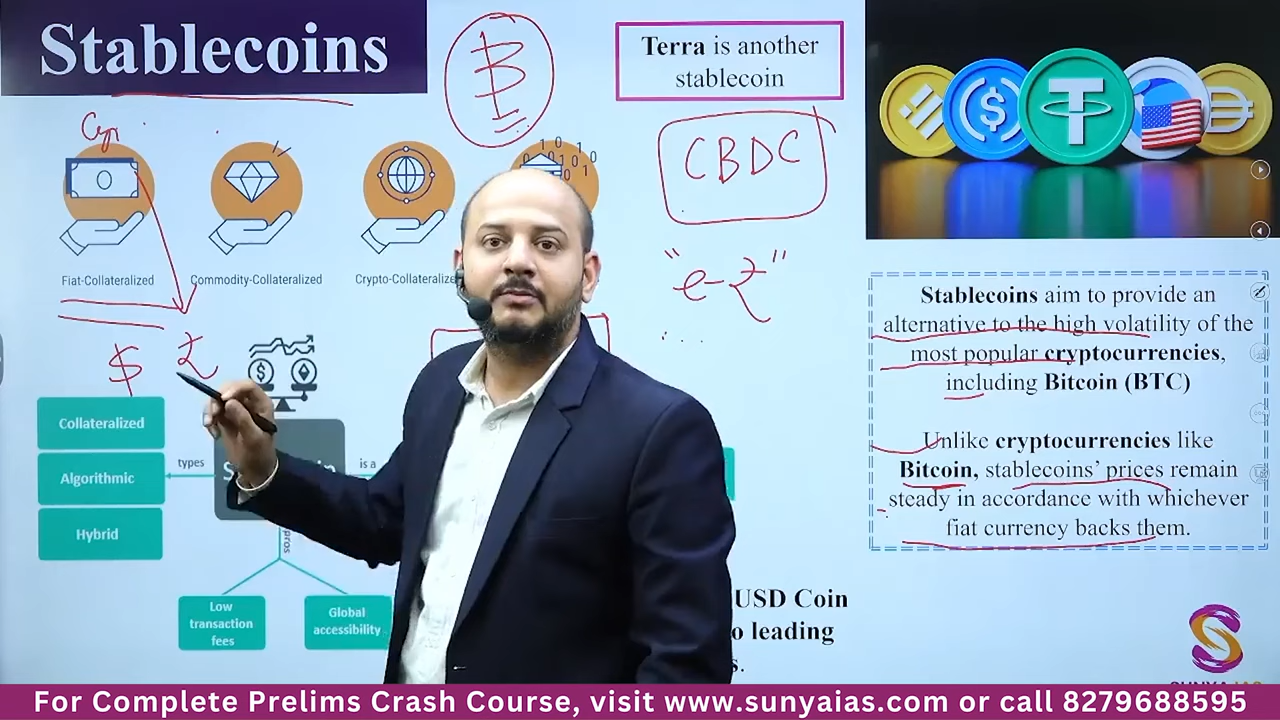 Stablecoins
B
Terra is another
stablecoin
CBDC
"e-₹"
Fiat-Collateralized
Commodity-Collateralized
Crypto-Collateralize
$ ₹
Collateralized
Algorithmic
Hybrid
types
is a
pros
Low
transaction
fees
Global
accessibility
Stablecoins aim to provide an
alternative to the high volatility of the
most popular cryptocurrencies,
including Bitcoin (BTC)
Unlike cryptocurrencies like
Bitcoin, stablecoins' prices remain
steady in accordance with whichever
fiat currency backs them.
USD Coin
o leading
s.
For Complete Prelims Crash Course, visit www.sunyaias.com or call 8279688595